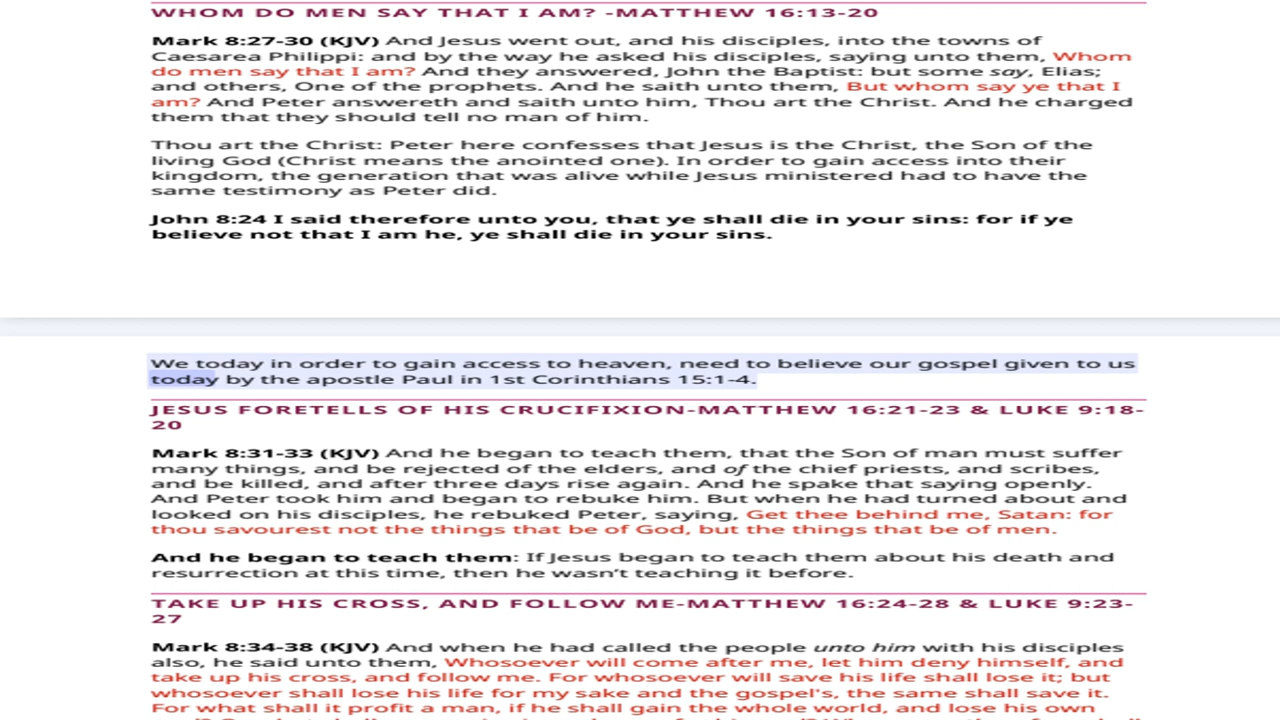 WHOM DO MEN SAY THAT I AM? -MATTHEW 16:13-20
Mark 8:27-30 (KJV) And Jesus went out, and his disciples, into the towns of
Caesarea Philippi: and by the way he asked his disciples, saying unto them, Whom
do men say that I am? And they answered, John the Baptist: but some say, Elias;
and others, One of the prophets. And he saith unto them, But whom say ye that I
am? And Peter answereth and saith unto him, Thou art the Christ. And he charged
them that they should tell no man of him.
Thou art the Christ: Peter here confesses that Jesus is the Christ, the Son of the
living God (Christ means the anointed one). In order to gain access into their
kingdom, the generation that was alive while Jesus ministered had to have the
same testimony as Peter did.
John 8:24 I said therefore unto you, that ye shall die in your sins: for if ye
believe not that I am he, ye shall die in your sins.
We today in order to gain access to heaven, need to believe our gospel given to us
today by the apostle Paul in 1st Corinthians 15:1-4.
JESUS FORETELLS OF HIS CRUCIFIXION-MATTHEW 16:21-23 & LUKE 9:18-
20
Mark 8:31-33 (KJV) And he began to teach them, that the Son of man must suffer
many things, and be rejected of the elders, and of the chief priests, and scribes,
and be killed, and after three days rise again. And he spake that saying openly.
And Peter took him and began to rebuke him. But when he had turned about and
looked on his disciples, he rebuked Peter, saying, Get thee behind me, Satan: for
thou savourest not the things that be of God, but the things that be of men.
And he began to teach them: If Jesus began to teach them about his death and
resurrection at this time, then he wasn't teaching it before.
TAKE UP HIS CROSS, AND FOLLOW ME-MATTHEW 16:24-28 & LUKE 9:23-
27
Mark 8:34-38 (KJV) And when he had called the people unto him with his disciples
also, he said unto them, Whosoever will come after me, let him deny himself, and
take up his cross, and follow me. For whosoever will save his life shall lose it; but
whosoever shall lose his life for my sake and the gospel's, the same shall save it.
For what shall it profit a man, if he shall gain the whole world, and lose his own